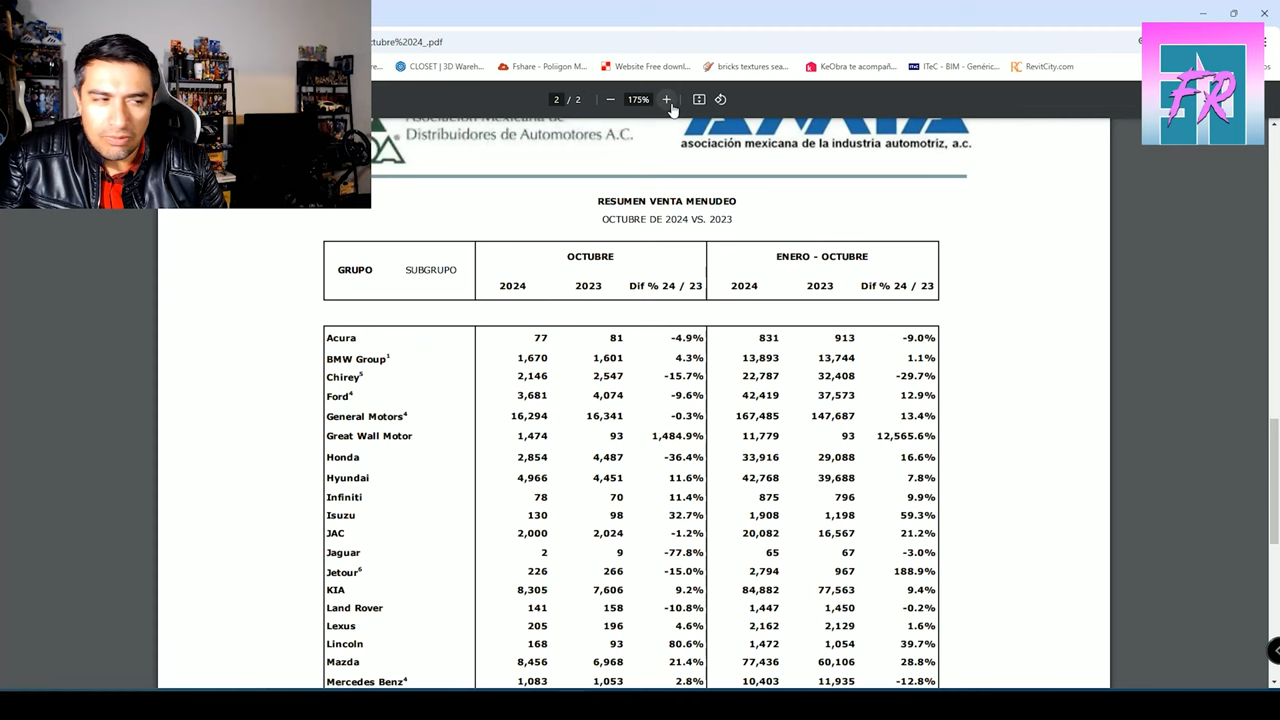 ctubre%2024_.pdf
re... CLOSET | 3D Wareh... Fshare - Poliigon M... Website Free downl... bricks textures sea... KeObra te acompañ... ITeC - BIM - Genéric... RevitCity.com
2 / 2 175%
FR
Asociación Mexicana de
Distribuidores de Automotores A.C.
asociación mexicana de la industria automotriz, a.c.
RESUMEN VENTA MENUDEO
OCTUBRE DE 2024 VS. 2023
GRUPO SUBGRUPO OCTUBRE ENERO - OCTUBRE
2024 2023 Dif % 24 / 23 2024 2023 Dif % 24 / 23
Acura 77 81 -4.9% 831 913 -9.0%
BMW Group¹ 1,670 1,601 4.3% 13,893 13,744 1.1%
Chirey⁵ 2,146 2,547 -15.7% 22,787 32,408 -29.7%
Ford⁴ 3,681 4,074 -9.6% 42,419 37,573 12.9%
General Motors⁴ 16,294 16,341 -0.3% 167,485 147,687 13.4%
Great Wall Motor 1,474 93 1,484.9% 11,779 93 12,565.6%
Honda 2,854 4,487 -36.4% 33,916 29,088 16.6%
Hyundai 4,966 4,451 11.6% 42,768 39,688 7.8%
Infiniti 78 70 11.4% 875 796 9.9%
Isuzu 130 98 32.7% 1,908 1,198 59.3%
JAC 2,000 2,024 -1.2% 20,082 16,567 21.2%
Jaguar 2 9 -77.8% 65 67 -3.0%
Jetour⁶ 226 266 -15.0% 2,794 967 188.9%
KIA 8,305 7,606 9.2% 84,882 77,563 9.4%
Land Rover 141 158 -10.8% 1,447 1,450 -0.2%
Lexus 205 196 4.6% 2,162 2,129 1.6%
Lincoln 168 93 80.6% 1,472 1,054 39.7%
Mazda 8,456 6,968 21.4% 77,436 60,106 28.8%
Mercedes Benz⁴ 1,083 1,053 2.8% 10,403 11,935 -12.8%